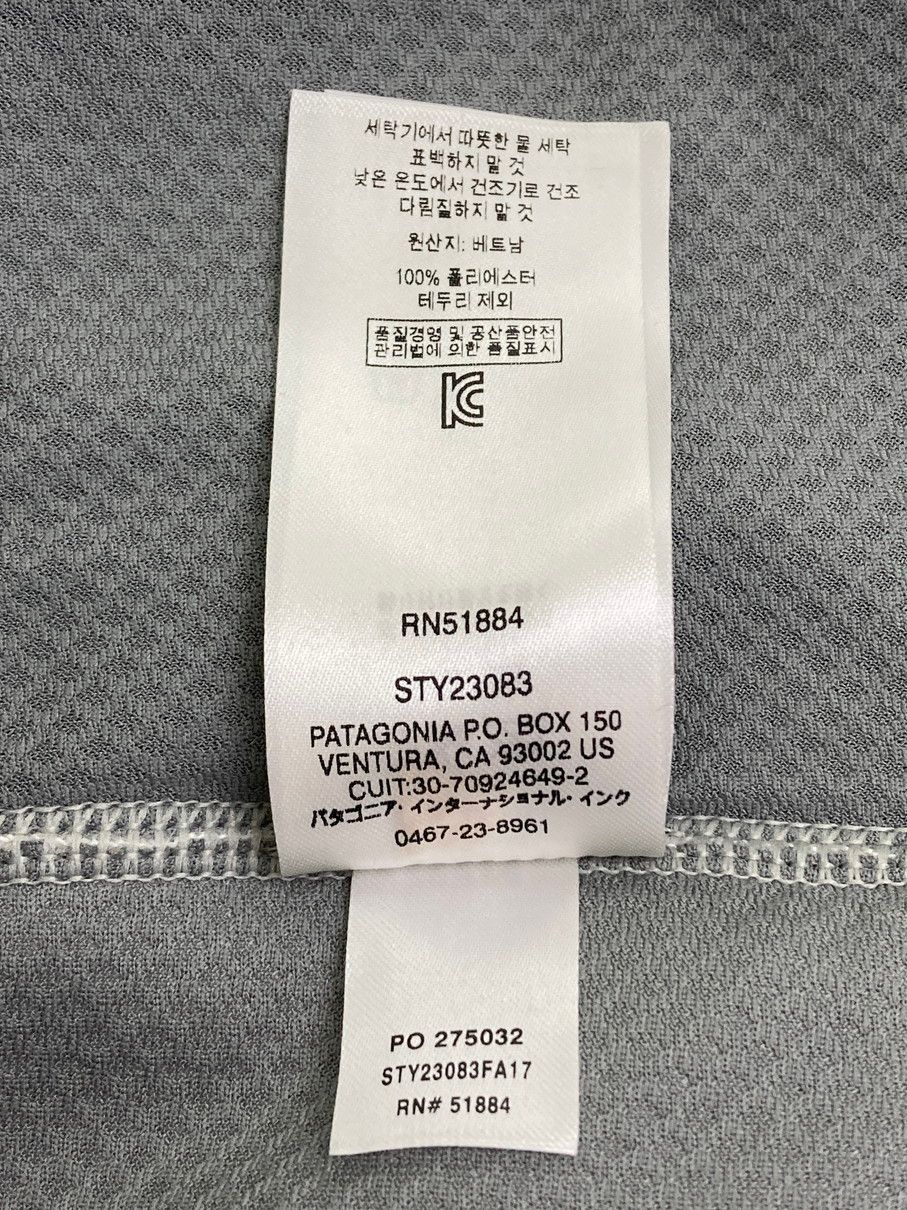 세탁기에서 따뜻한 물 세탁
표백하지 말 것
낮은 온도에서 건조기로 건조
다림질하지 말 것
원산지: 베트남
100% 폴리에스터
테두리 제외
품질경영 및 공산품안전
관리법에 의한 품질표시
KC
RN51884
STY23083
PATAGONIA P.O. BOX 150
VENTURA, CA 93002 US
CUIT:30-70924649-2
パタゴニア・インターナショナル・インク
0467-23-8961
PO 275032
STY23083FA17
RN# 51884